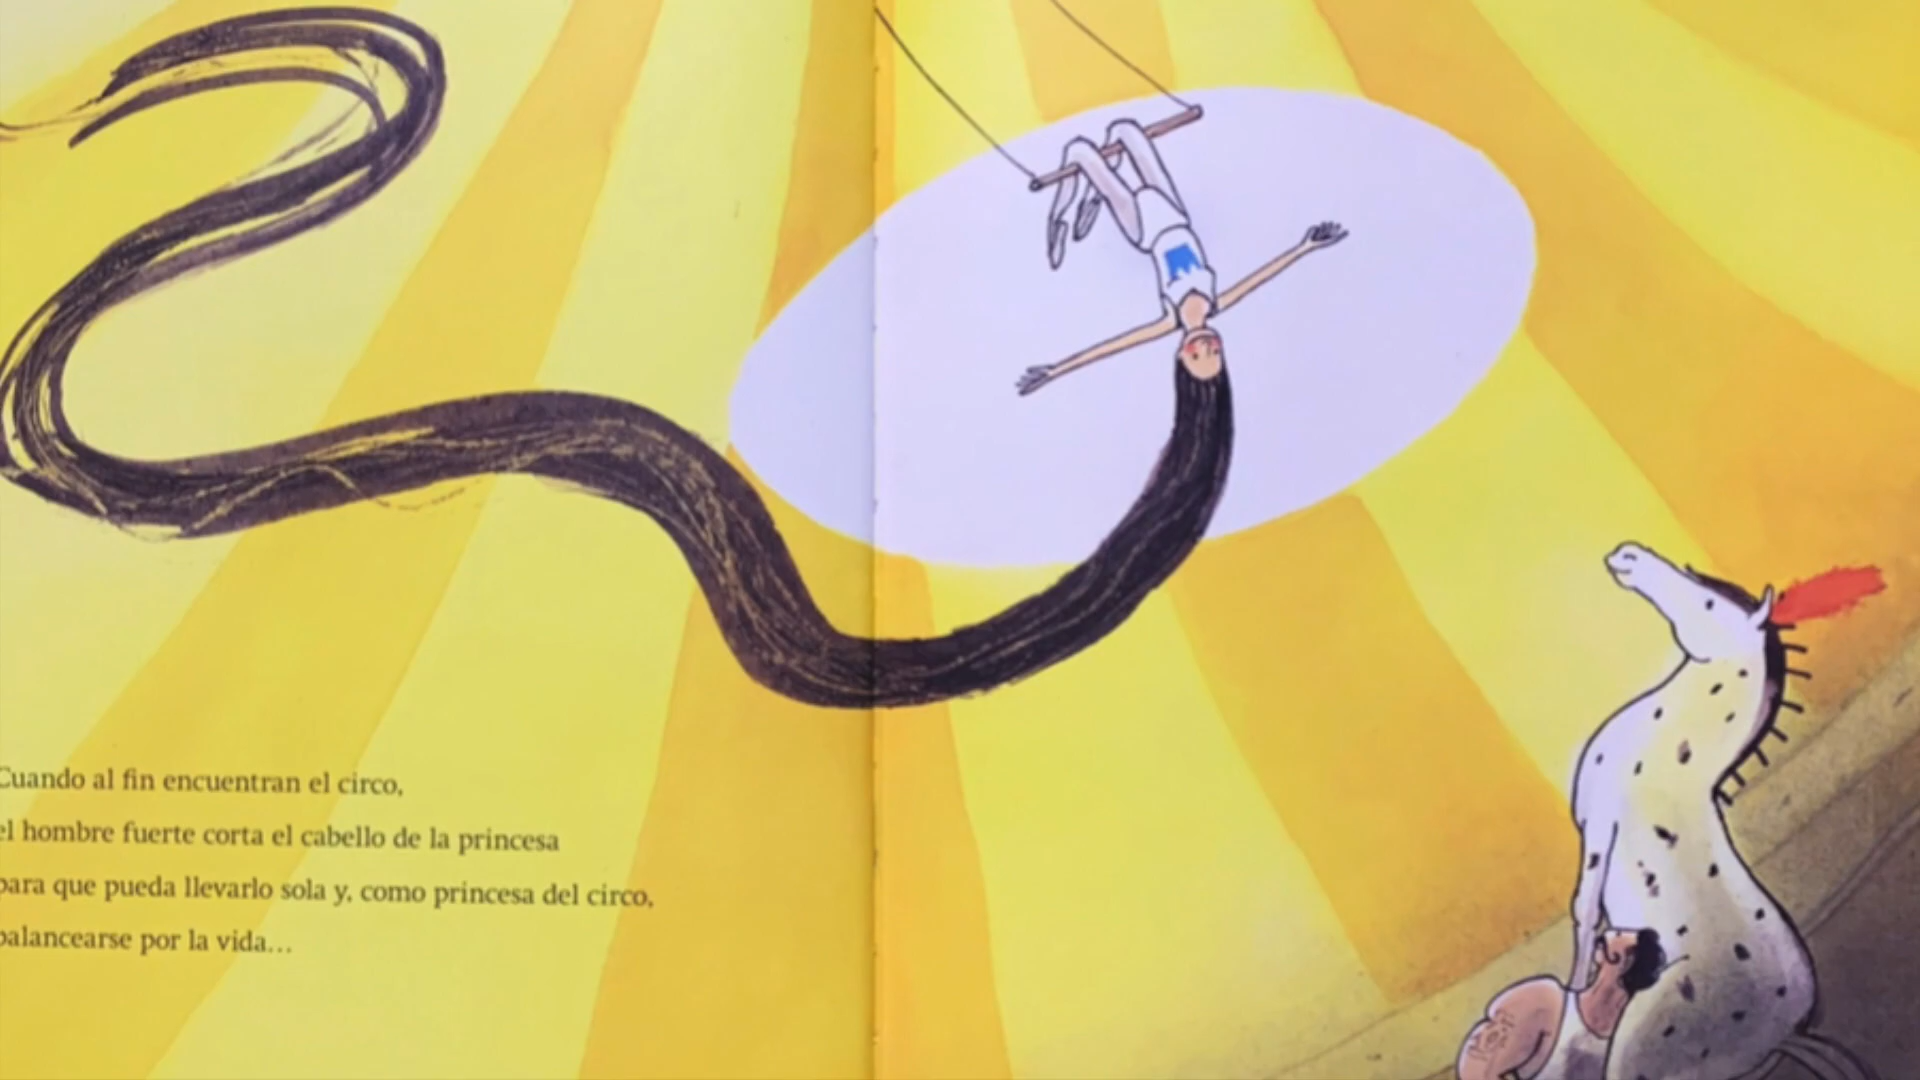 Cuando al fin encuentran el circo,
el hombre fuerte corta el cabello de la princesa
para que pueda llevarlo sola y, como princesa del circo,
balancearse por la vida...